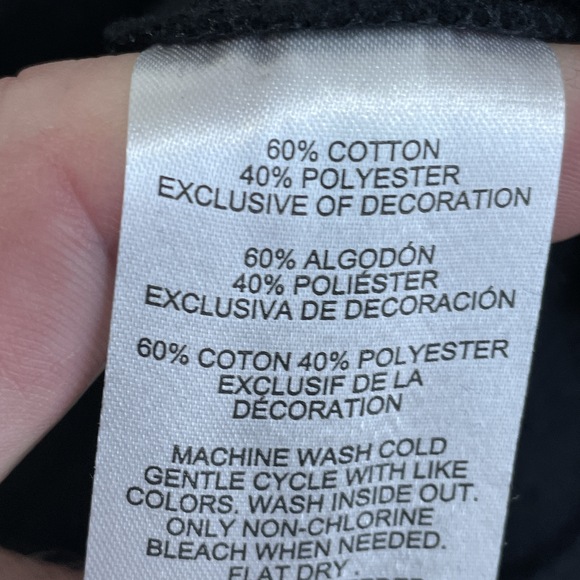 60% COTTON
40% POLYESTER
EXCLUSIVE OF DECORATION
60% ALGODÓN
40% POLIÉSTER
EXCLUSIVA DE DECORACIÓN
60% COTON 40% POLYESTER
EXCLUSIF DE LA
DÉCORATION
MACHINE WASH COLD
GENTLE CYCLE WITH LIKE
COLORS. WASH INSIDE OUT.
ONLY NON-CHLORINE
BLEACH WHEN NEEDED.
FLAT DRY.